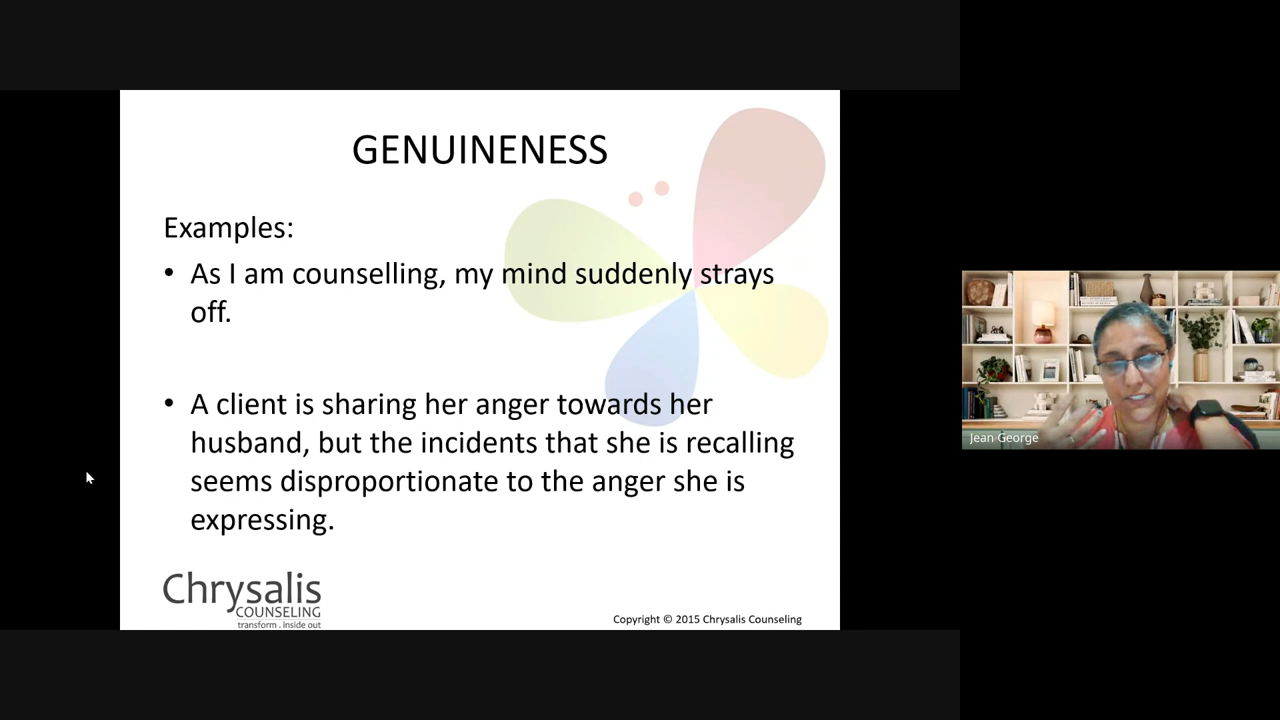 GENUINENESS
Examples:
• As I am counselling, my mind suddenly strays
off.
• A client is sharing her anger towards her
husband, but the incidents that she is recalling
seems disproportionate to the anger she is
expressing.
Chrysalis
COUNSELING
transform . inside out
Copyright © 2015 Chrysalis Counseling
Jean George